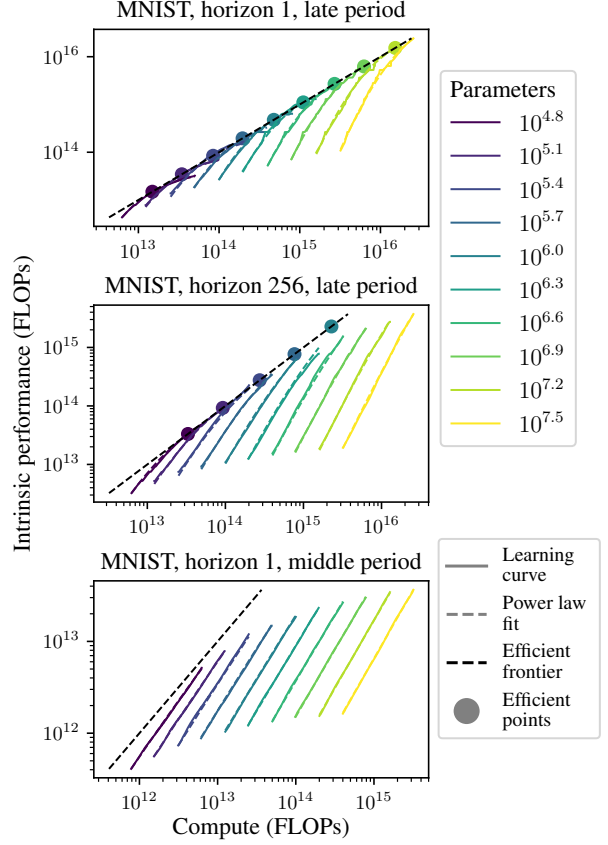 MNIST, horizon 1, late period
10^16
10^14
10^13 10^14 10^15 10^16
MNIST, horizon 256, late period
10^15
10^14
10^13
10^13 10^14 10^15 10^16
MNIST, horizon 1, middle period
10^13
10^12
10^12 10^13 10^14 10^15
Compute (FLOPs)
Intrinsic performance (FLOPs)
Parameters
10^4.8
10^5.1
10^5.4
10^5.7
10^6.0
10^6.3
10^6.6
10^6.9
10^7.2
10^7.5
Learning
curve
Power law
fit
Efficient
frontier
Efficient
points